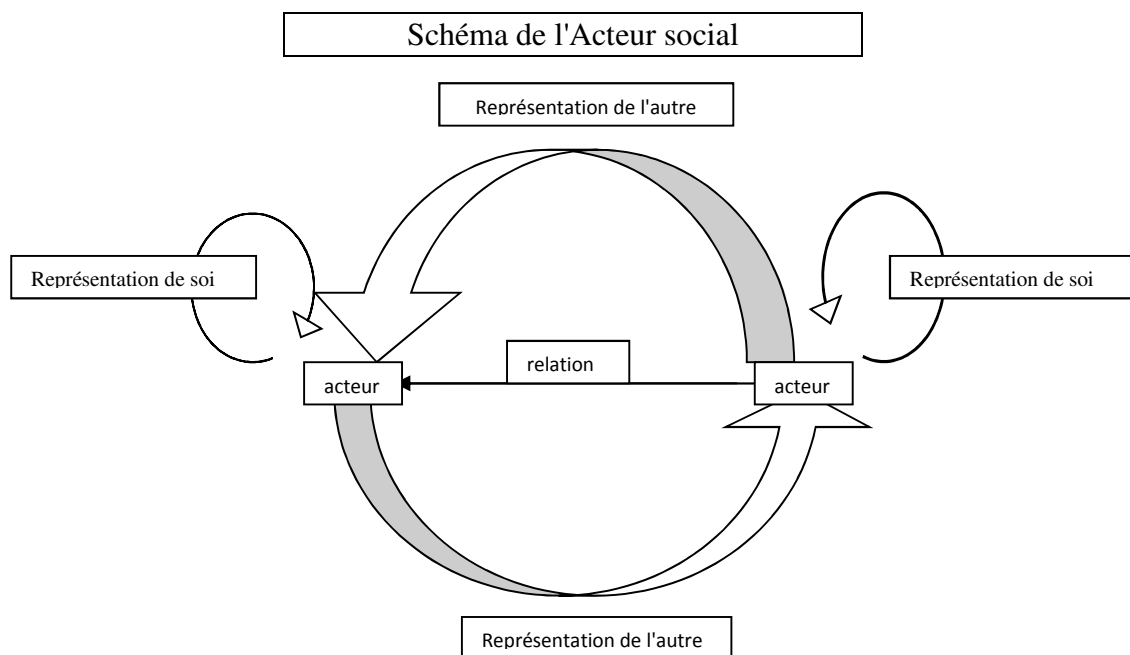 Schéma de l'Acteur social
Représentation de l'autre
Représentation de soi
Représentation de soi
relation
acteur
acteur
Représentation de l'autre